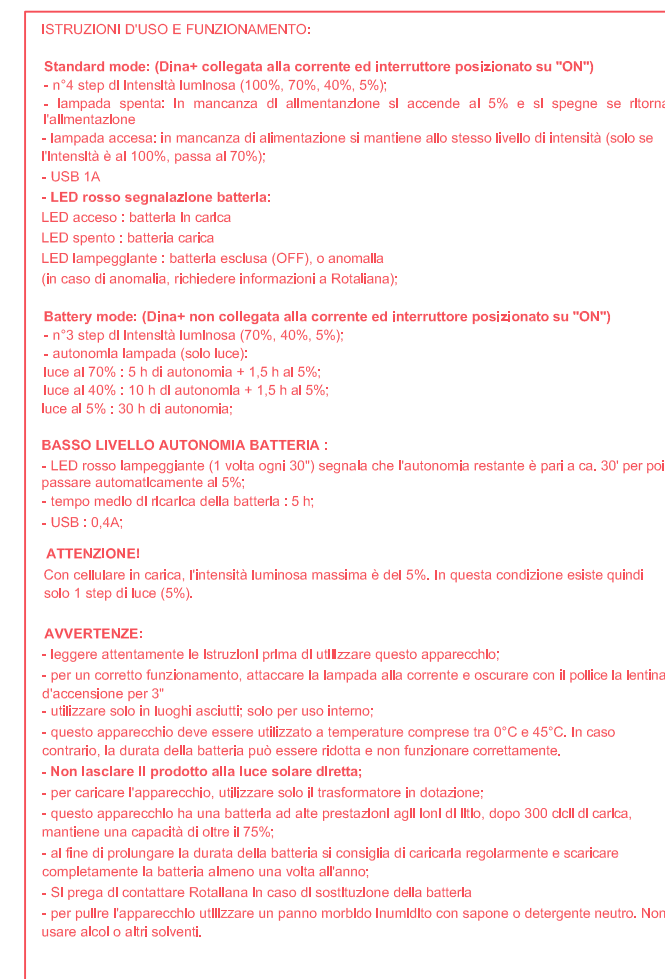 ISTRUZIONI D'USO E FUNZIONAMENTO:
Standard mode: (Dina+ collegata alla corrente ed interruttore posizionato su "ON")
- n°4 step di intensità luminosa (100%, 70%, 40%, 5%);
- lampada spenta: in mancanza di alimentanzione si accende al 5% e si spegne se ritorna
l'alimentazione
- lampada accesa: in mancanza di alimentazione si mantiene allo stesso livello di intensità (solo se
l'intensità è al 100%, passa al 70%);
- USB 1A
- LED rosso segnalazione batteria:
LED acceso : batteria in carica
LED spento : batteria carica
LED lampeggiante : batteria esclusa (OFF), o anomalia
(in caso di anomalia, richiedere informazioni a Rotaliana);
Battery mode: (Dina+ non collegata alla corrente ed interruttore posizionato su "ON")
- n°3 step di intensità luminosa (70%, 40%, 5%);
- autonomia lampada (solo luce):
luce al 70% : 5 h di autonomia + 1,5 h al 5%;
luce al 40% : 10 h di autonomia + 1,5 h al 5%;
luce al 5% : 30 h di autonomia;
BASSO LIVELLO AUTONOMIA BATTERIA :
- LED rosso lampeggiante (1 volta ogni 30") segnala che l'autonomia restante è pari a ca. 30' per poi
passare automaticamente al 5%;
- tempo medio di ricarica della batteria : 5 h;
- USB : 0,4A;
ATTENZIONE!
Con cellulare in carica, l'intensità luminosa massima è del 5%. In questa condizione esiste quindi
solo 1 step di luce (5%).
AVVERTENZE:
- leggere attentamente le istruzioni prima di utilizzare questo apparecchio;
- per un corretto funzionamento, attaccare la lampada alla corrente e oscurare con il pollice la lentina
d'accensione per 3"
- utilizzare solo in luoghi asciutti; solo per uso interno;
- questo apparecchio deve essere utilizzato a temperature comprese tra 0°C e 45°C. In caso
contrario, la durata della batteria può essere ridotta e non funzionare correttamente.
- Non lasciare il prodotto alla luce solare diretta;
- per caricare l'apparecchio, utilizzare solo il trasformatore in dotazione;
- questo apparecchio ha una batteria ad alte prestazioni agli ioni di litio, dopo 300 cicli di carica,
mantiene una capacità di oltre il 75%;
- al fine di prolungare la durata della batteria si consiglia di caricarla regolarmente e scaricare
completamente la batteria almeno una volta all'anno;
- Si prega di contattare Rotaliana in caso di sostituzione della batteria
- per pulire l'apparecchio utilizzare un panno morbido inumidito con sapone o detergente neutro. Non
usare alcol o altri solventi.